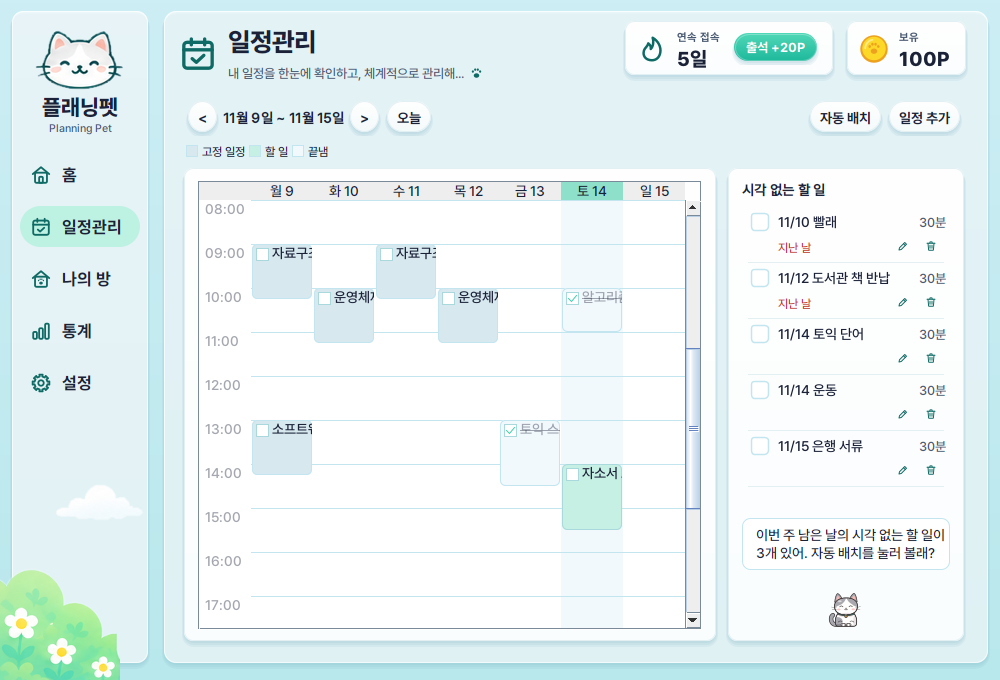 플래닝펫
Planning Pet
홈
일정관리
나의 방
통계
설정
일정관리
내 일정을 한눈에 확인하고, 체계적으로 관리해...
연속 접속
5일
출석 +20P
보유
100P
< 11월 9일 ~ 11월 15일 > 오늘
자동 배치 일정 추가
고정 일정 할 일 끝냄
월 9 화 10 수 11 목 12 금 13 토 14 일 15
08:00
09:00
자료구조 자료구조
10:00
운영체제 운영체제 알고리즘
11:00
12:00
13:00
소프트웨 토익 스
14:00
자소서
15:00
16:00
17:00
시각 없는 할 일
11/10 빨래 30분
지난 날
11/12 도서관 책 반납 30분
지난 날
11/14 토익 단어 30분
11/14 운동 30분
11/15 은행 서류 30분
이번 주 남은 날의 시각 없는 할 일이
3개 있어. 자동 배치를 눌러 볼래?